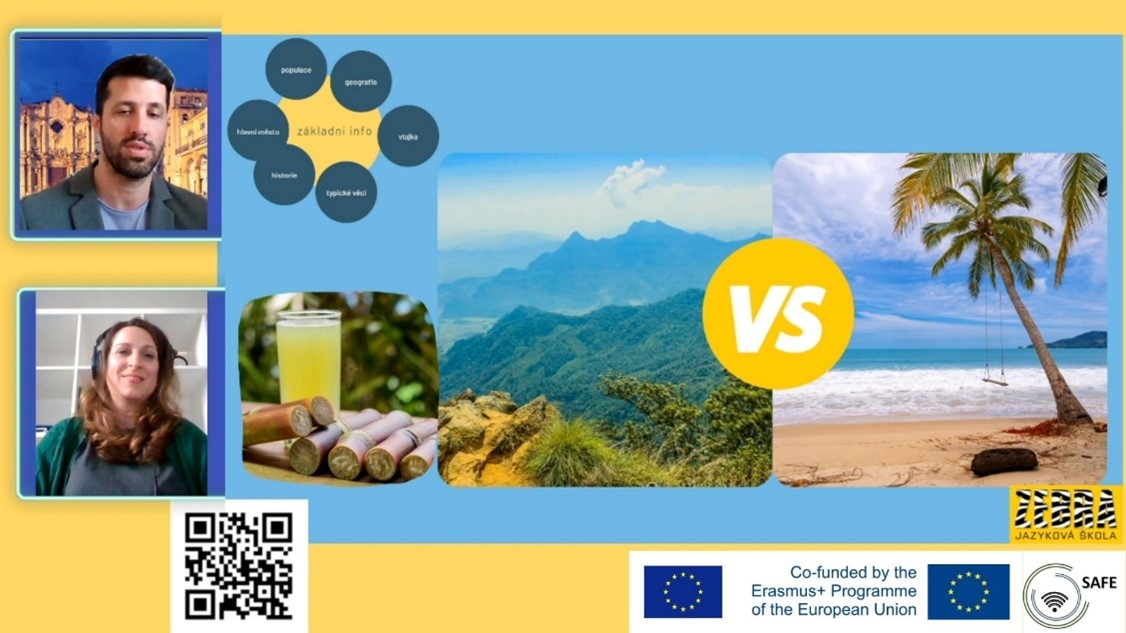 populace
geografie
hlavní město
základní info
vlajka
historie
typické věci
VS
ZEBRA
JAZYKOVÁ ŠKOLA
Co-funded by the
Erasmus+ Programme
of the European Union
SAFE